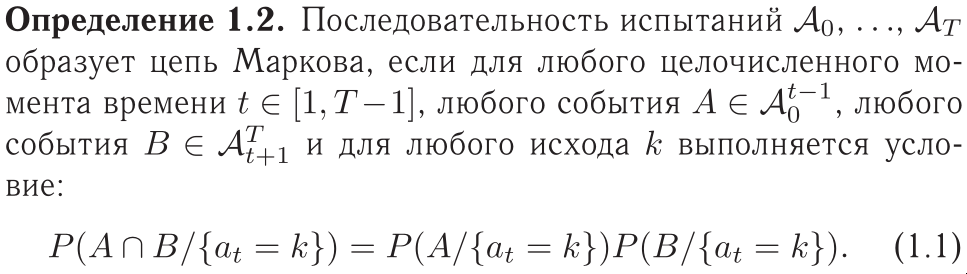 Определение 1.2. Последовательность испытаний 𝒜₀, …, 𝒜_T
образует цепь Маркова, если для любого целочисленного мо-
мента времени t ∈ [1, T−1], любого события A ∈ 𝒜₀^{t−1}, любого
события B ∈ 𝒜_{t+1}^T и для любого исхода k выполняется усло-
вие:
P(A ∩ B/{a_t = k}) = P(A/{a_t = k})P(B/{a_t = k}). (1.1)